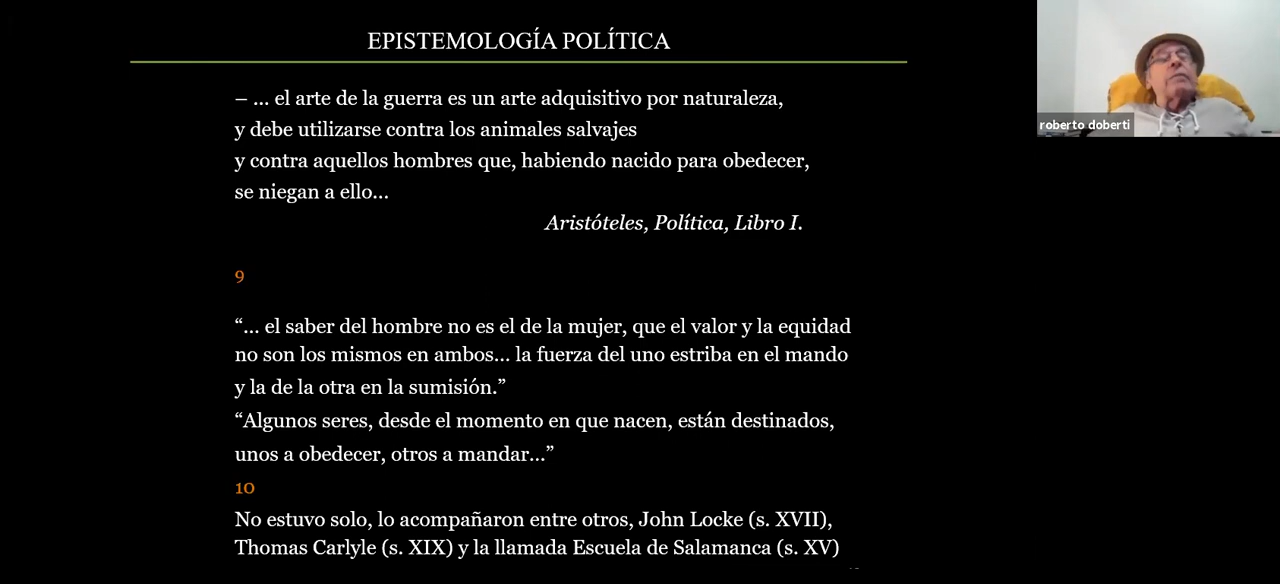 EPISTEMOLOGÍA POLÍTICA
– ... el arte de la guerra es un arte adquisitivo por naturaleza,
y debe utilizarse contra los animales salvajes
y contra aquellos hombres que, habiendo nacido para obedecer,
se niegan a ello...
Aristóteles, Política, Libro I.
9
“... el saber del hombre no es el de la mujer, que el valor y la equidad
no son los mismos en ambos... la fuerza del uno estriba en el mando
y la de la otra en la sumisión.”
“Algunos seres, desde el momento en que nacen, están destinados,
unos a obedecer, otros a mandar...”
10
No estuvo solo, lo acompañaron entre otros, John Locke (s. XVII),
Thomas Carlyle (s. XIX) y la llamada Escuela de Salamanca (s. XV)
roberto doberti